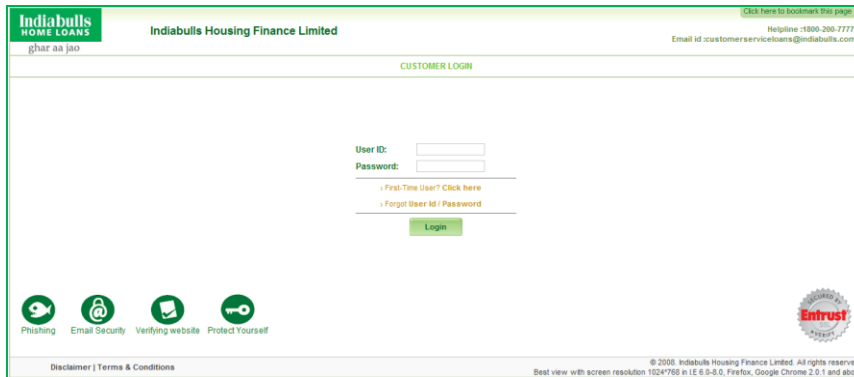 Click here to bookmark this page
Indiabulls
HOME LOANS
ghar aa jao
Indiabulls Housing Finance Limited
Helpline :1800-200-7777
Email id :customerserviceloans@indiabulls.com
CUSTOMER LOGIN
User ID:
Password:
› First-Time User? Click here
› Forgot User Id / Password
Login
Phishing Email Security Verifying website Protect Yourself
SECURED BY
Entrust
SSL
VERIFY
Disclaimer | Terms & Conditions
© 2008. Indiabulls Housing Finance Limited. All rights reserve
Best view with screen resolution 1024*768 in I.E 6.0-8.0, Firefox, Google Chrome 2.0.1 and abo